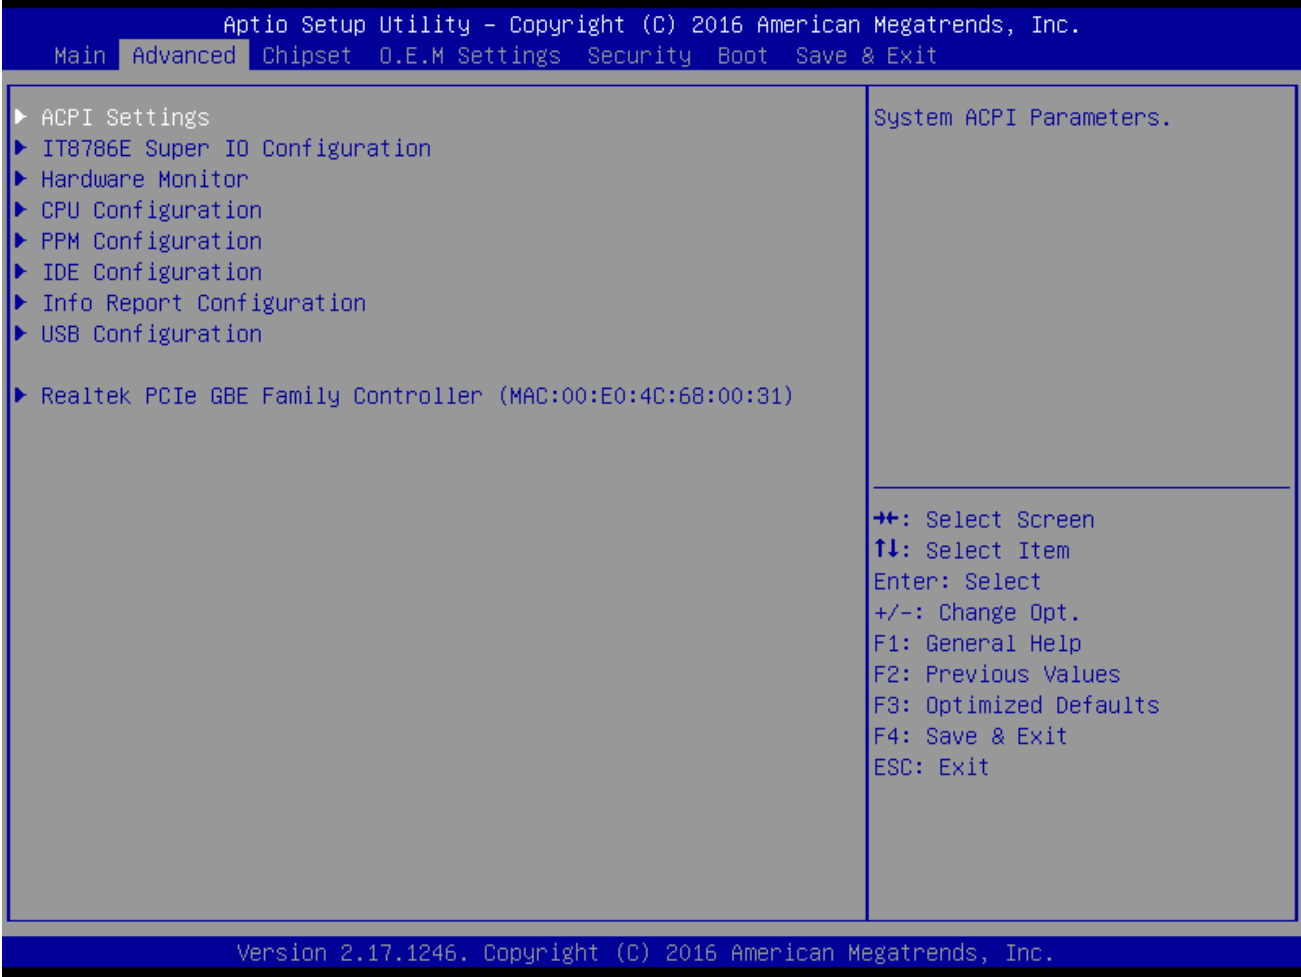 Aptio Setup Utility – Copyright (C) 2016 American Megatrends, Inc.
Main Advanced Chipset O.E.M Settings Security Boot Save & Exit
▶ ACPI Settings
▶ IT8786E Super IO Configuration
▶ Hardware Monitor
▶ CPU Configuration
▶ PPM Configuration
▶ IDE Configuration
▶ Info Report Configuration
▶ USB Configuration
▶ Realtek PCIe GBE Family Controller (MAC:00:E0:4C:68:00:31)
System ACPI Parameters.
→←: Select Screen
↑↓: Select Item
Enter: Select
+/-: Change Opt.
F1: General Help
F2: Previous Values
F3: Optimized Defaults
F4: Save & Exit
ESC: Exit
Version 2.17.1246. Copyright (C) 2016 American Megatrends, Inc.